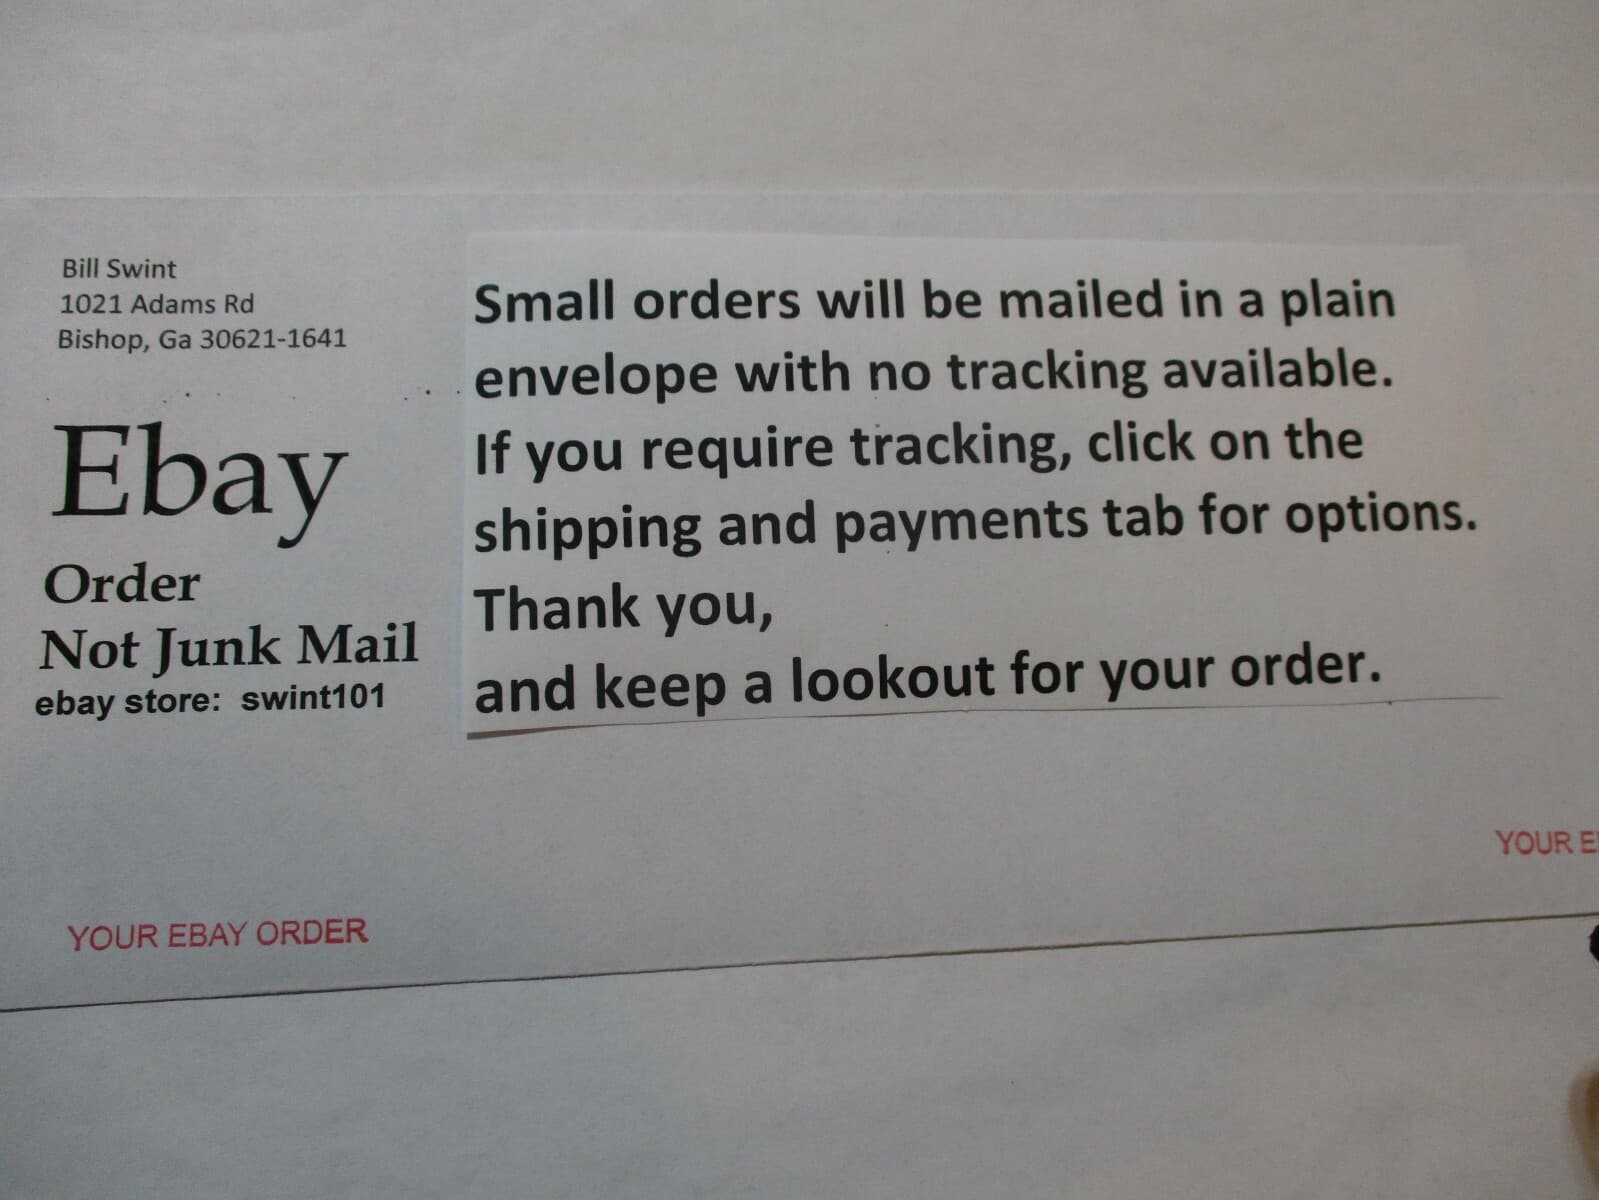 Bill Swint
1021 Adams Rd
Bishop, Ga 30621-1641
Ebay
Order
Not Junk Mail
ebay store: swint101
Small orders will be mailed in a plain
envelope with no tracking available.
If you require tracking, click on the
shipping and payments tab for options.
Thank you,
and keep a lookout for your order.
YOUR EBAY ORDER
YOUR